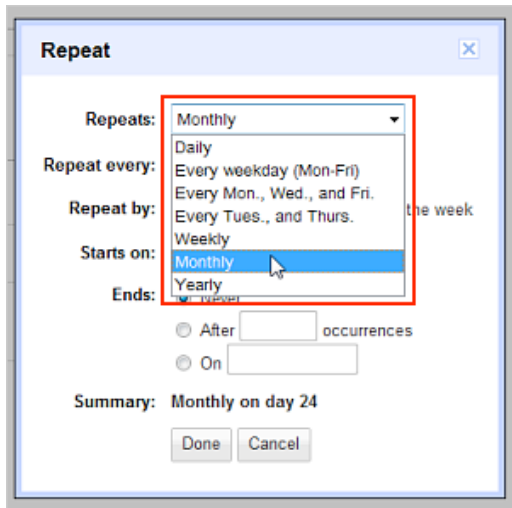 Repeat
Repeats: Monthly
Daily
Repeat every: Every weekday (Mon-Fri)
Every Mon., Wed., and Fri.
Repeat by: Every Tues., and Thurs. the week
Weekly
Starts on: Monthly
Yearly
Ends: Never
After occurrences
On
Summary: Monthly on day 24
Done Cancel